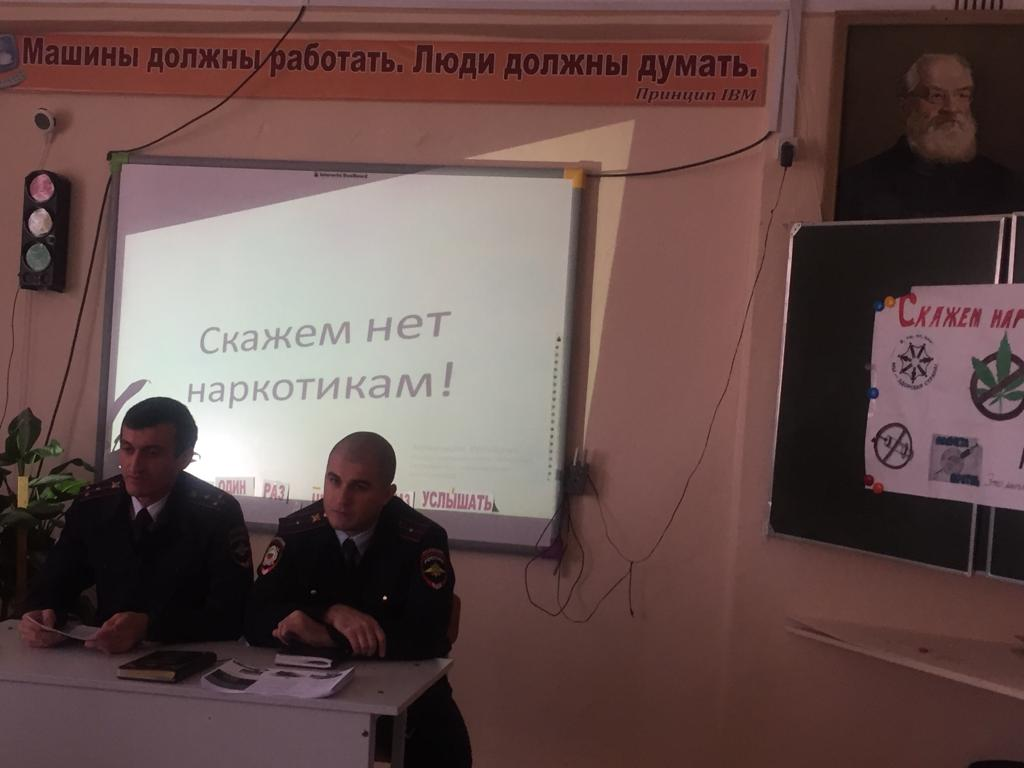 Машины должны работать. Люди должны думать.
Принцип IBM
Скажем нет
наркотикам!
ОДИН РАЗ УСЛЫШАТЬ
СКАЖЕМ НАР